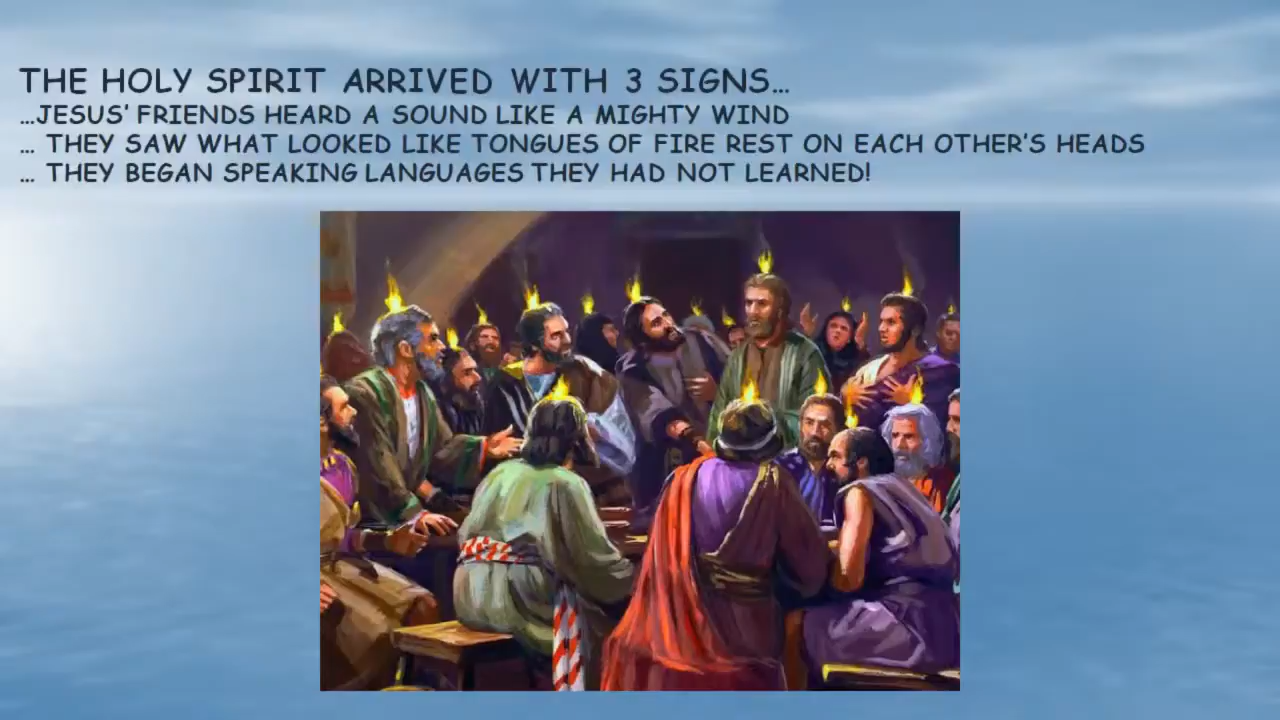 THE HOLY SPIRIT ARRIVED WITH 3 SIGNS…
…JESUS’ FRIENDS HEARD A SOUND LIKE A MIGHTY WIND
… THEY SAW WHAT LOOKED LIKE TONGUES OF FIRE REST ON EACH OTHER’S HEADS
… THEY BEGAN SPEAKING LANGUAGES THEY HAD NOT LEARNED!